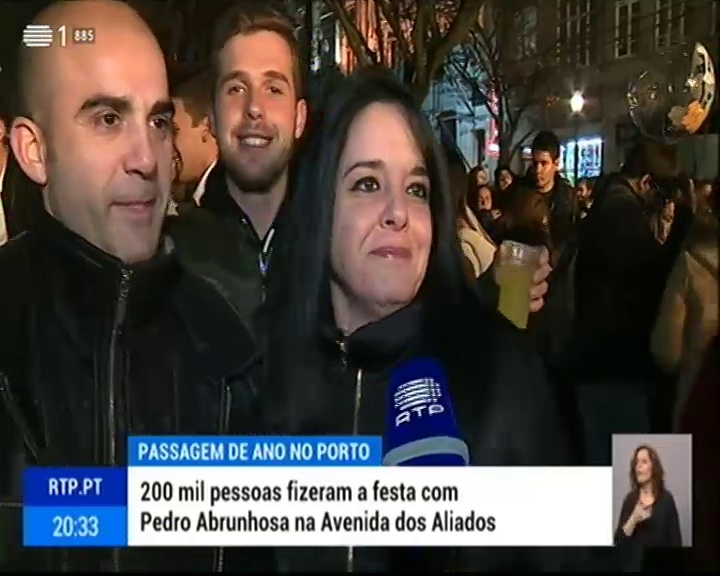 1 885
RTP
PASSAGEM DE ANO NO PORTO
RTP.PT
200 mil pessoas fizeram a festa com
20:33
Pedro Abrunhosa na Avenida dos Aliados